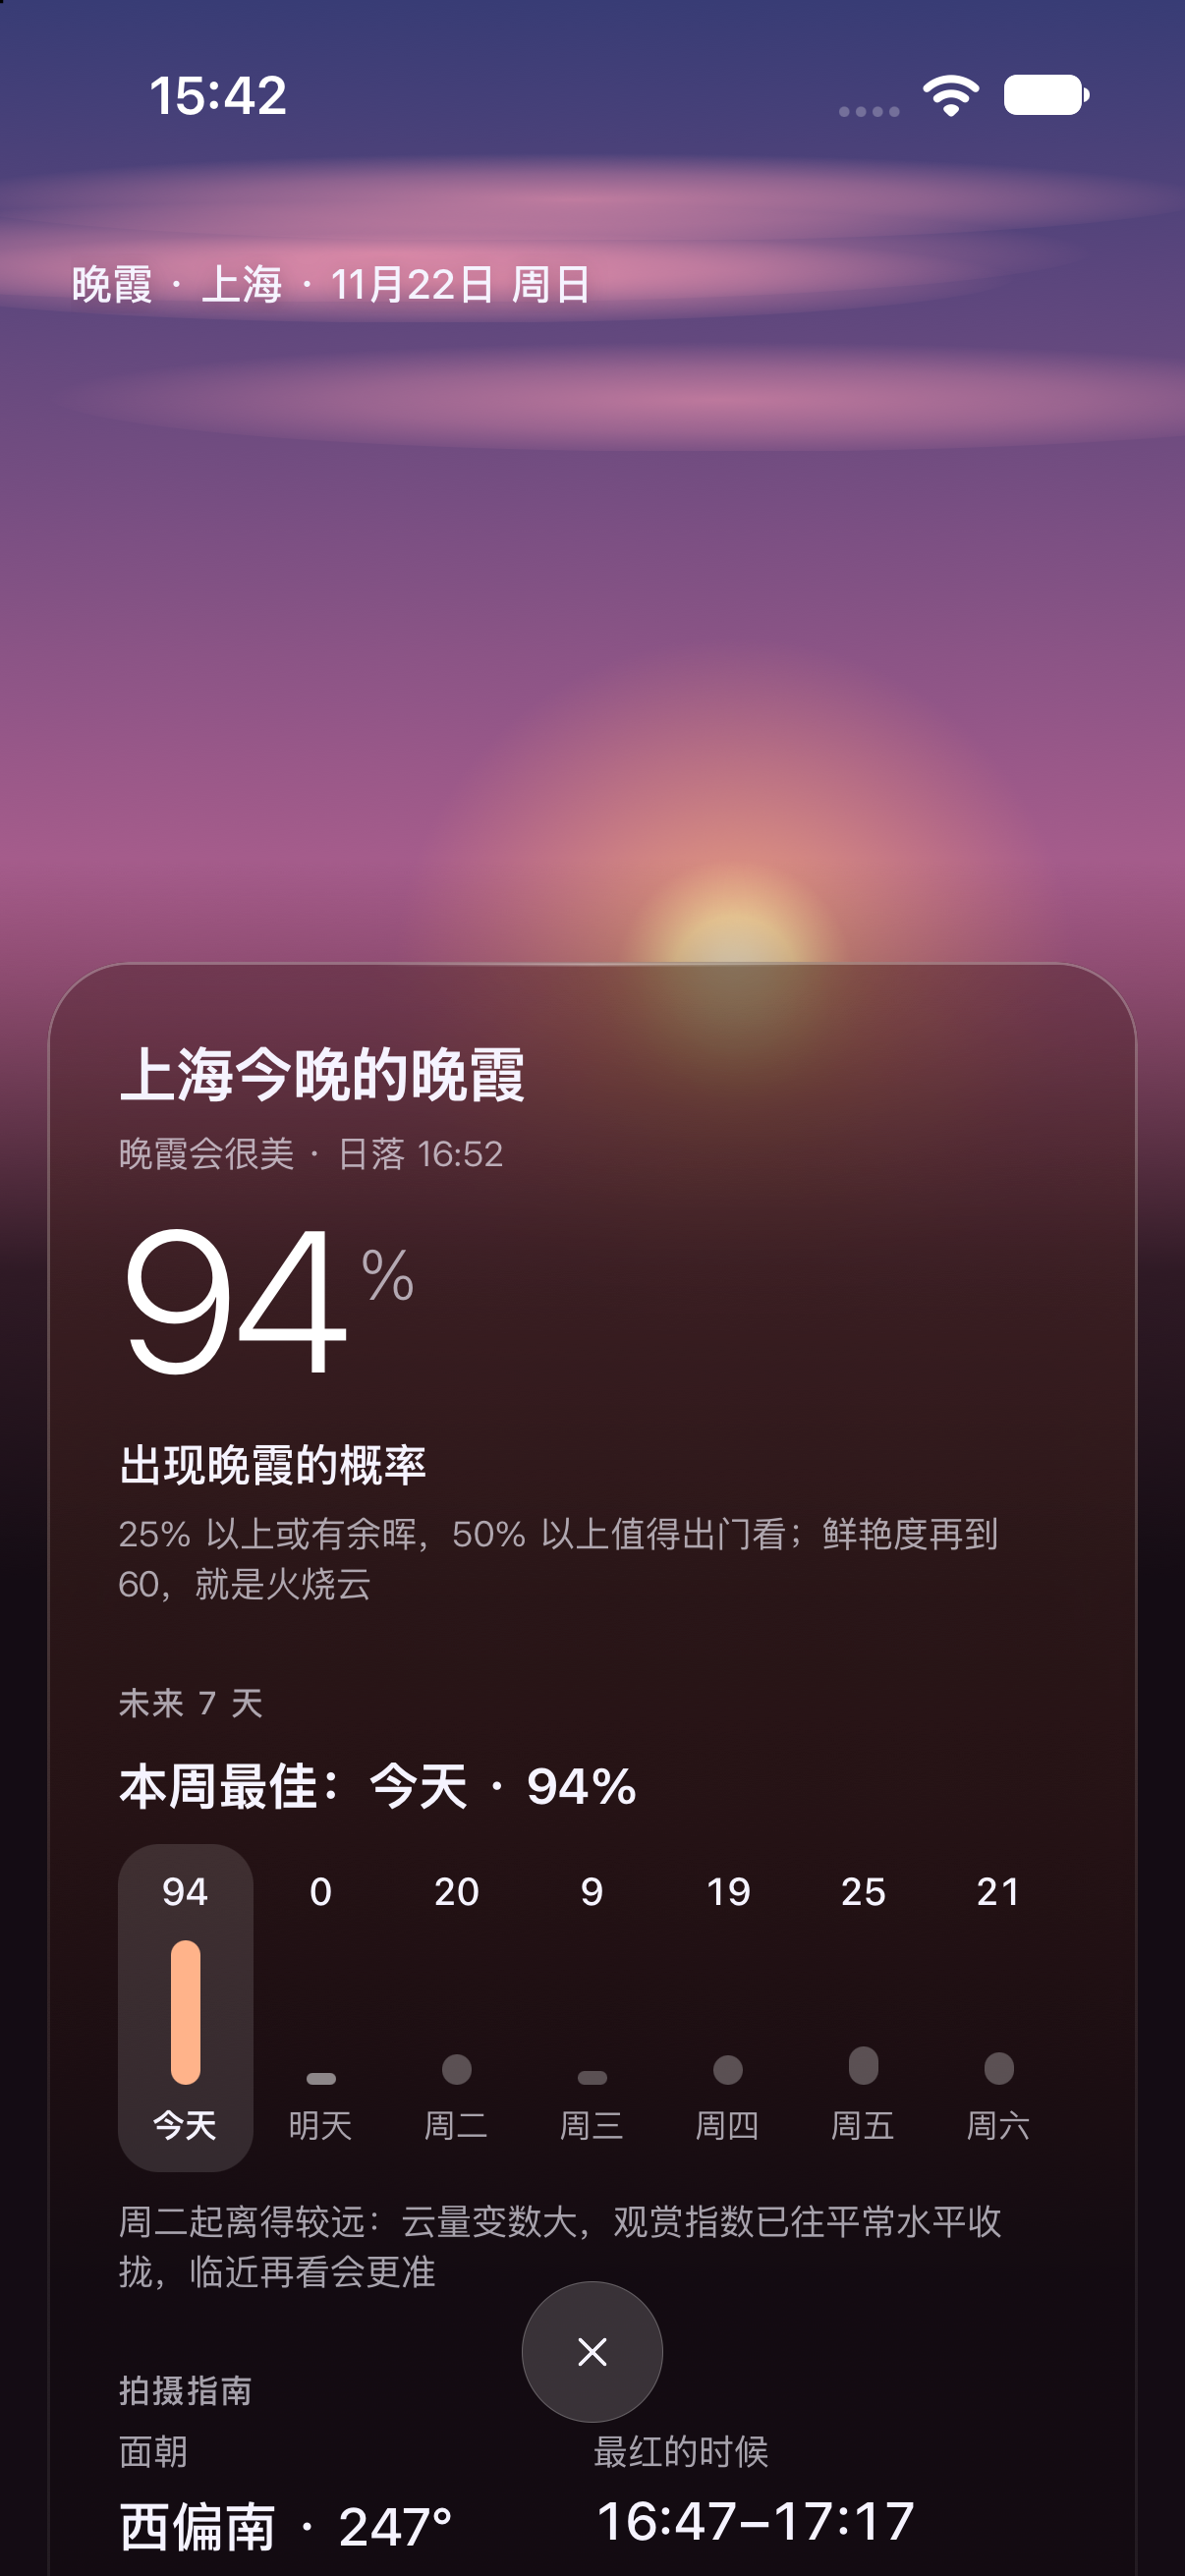 15:42
晚霞 · 上海 · 11月22日 周日
上海今晚的晚霞
晚霞会很美 · 日落 16:52
94%
出现晚霞的概率
25% 以上或有余晖，50% 以上值得出门看；鲜艳度再到
60，就是火烧云
未来 7 天
本周最佳：今天 · 94%
94 0 20 9 19 25 21
今天 明天 周二 周三 周四 周五 周六
周二起离得较远：云量变数大，观赏指数已往平常水平收
拢，临近再看会更准
拍摄指南
面朝 最红的时候
西偏南 · 247° 16:47–17:17